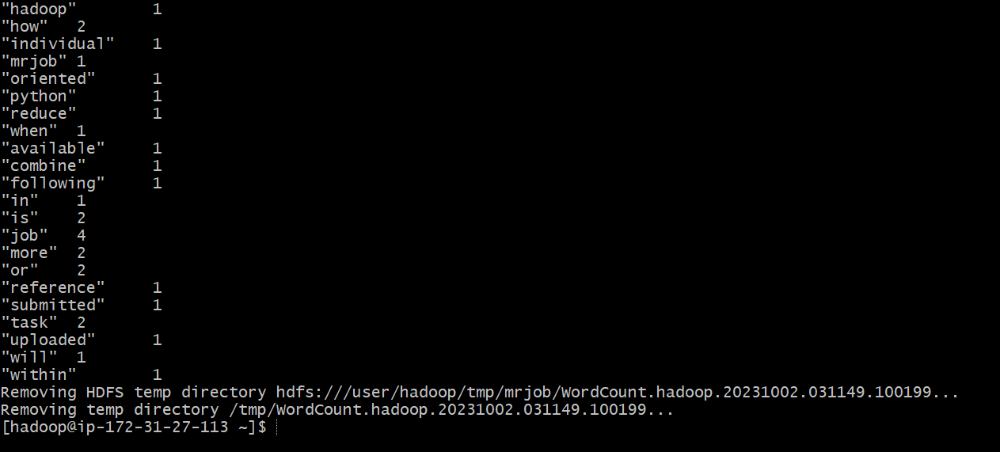 "hadoop"	1
"how"	2
"individual"	1
"mrjob"	1
"oriented"	1
"python"	1
"reduce"	1
"when"	1
"available"	1
"combine"	1
"following"	1
"in"	1
"is"	2
"job"	4
"more"	2
"or"	2
"reference"	1
"submitted"	1
"task"	2
"uploaded"	1
"will"	1
"within"	1
Removing HDFS temp directory hdfs:///user/hadoop/tmp/mrjob/WordCount.hadoop.20231002.031149.100199...
Removing temp directory /tmp/WordCount.hadoop.20231002.031149.100199...
[hadoop@ip-172-31-27-113 ~]$